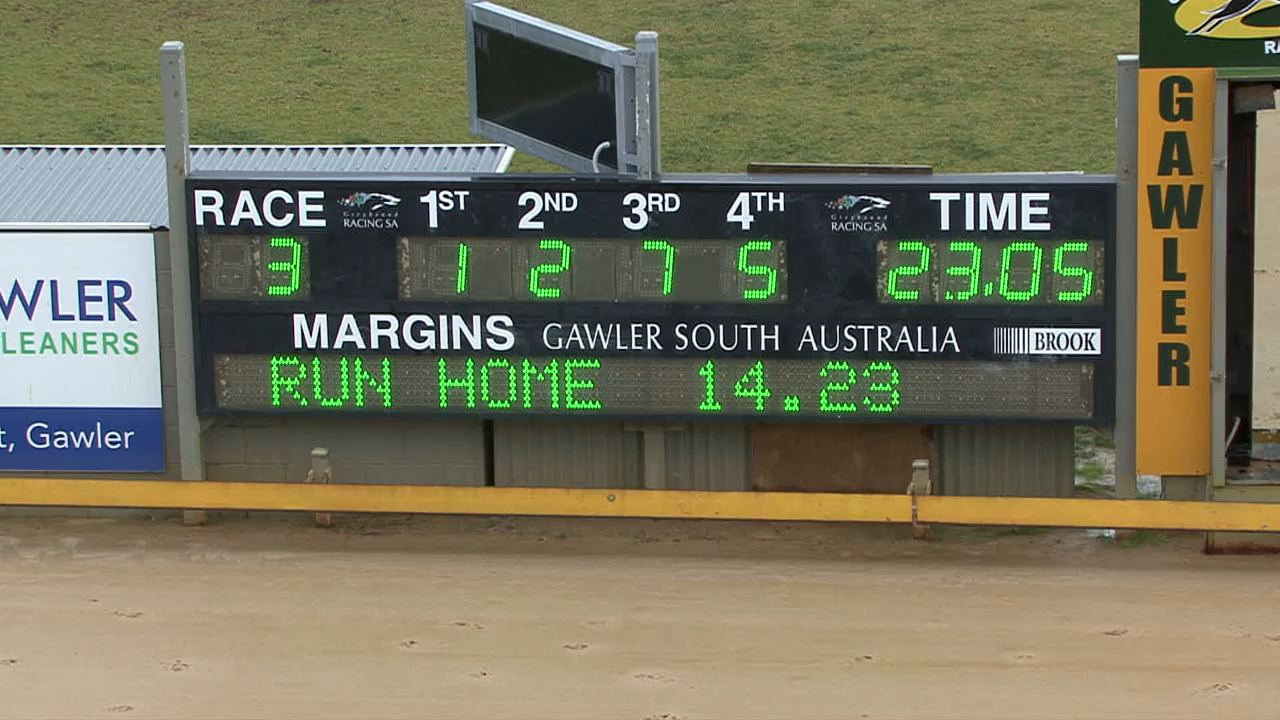 RA
GAWLER
RACE Greyhound RACING SA 1ST 2ND 3RD 4TH Greyhound RACING SA TIME
3 1 2 7 5 23.05
MARGINS GAWLER SOUTH AUSTRALIA BROOK
RUN HOME 14.23
WLER
LEANERS
t, Gawler